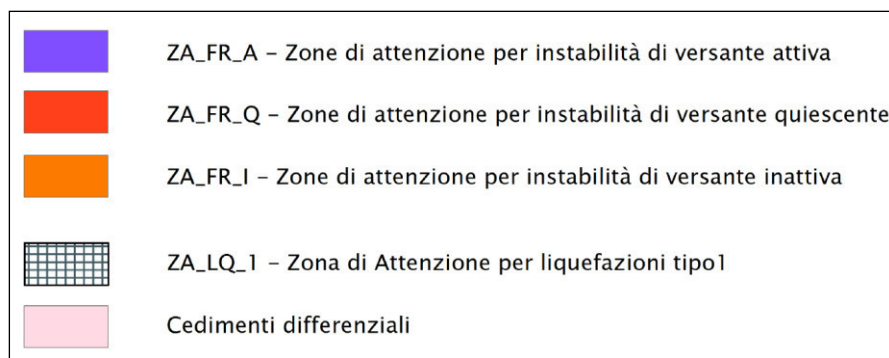 ZA_FR_A – Zone di attenzione per instabilità di versante attiva
ZA_FR_Q – Zone di attenzione per instabilità di versante quiescente
ZA_FR_I – Zone di attenzione per instabilità di versante inattiva
ZA_LQ_1 – Zona di Attenzione per liquefazioni tipo1
Cedimenti differenziali